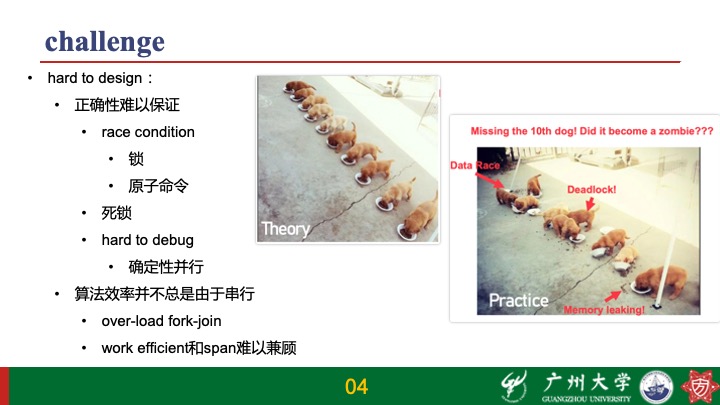 challenge
• hard to design：
• 正确性难以保证
• race condition
• 锁
• 原子命令
• 死锁
• hard to debug
• 确定性并行
• 算法效率并不总是由于串行
• over-load fork-join
• work efficient和span难以兼顾
Theory
Missing the 10th dog! Did it become a zombie???
Data Race
Deadlock!
Practice
Memory leaking!
04
广州大学
GUANGZHOU UNIVERSITY